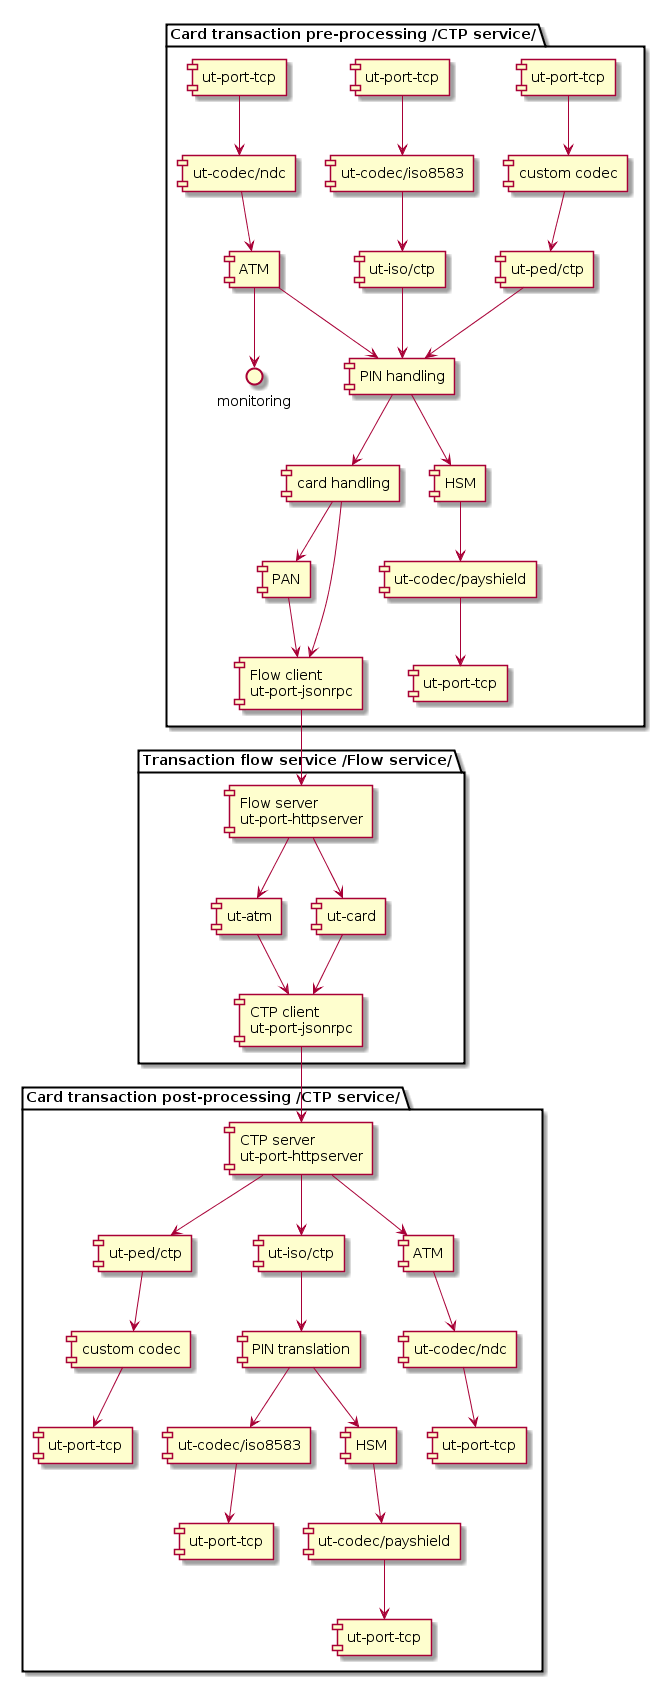 Card transaction pre-processing /CTP service/
ut-port-tcp
ut-port-tcp
ut-port-tcp
ut-codec/ndc
ut-codec/iso8583
custom codec
ATM
ut-iso/ctp
ut-ped/ctp
monitoring
PIN handling
card handling
HSM
PAN
ut-codec/payshield
Flow client
ut-port-jsonrpc
ut-port-tcp
Transaction flow service /Flow service/
Flow server
ut-port-httpserver
ut-atm
ut-card
CTP client
ut-port-jsonrpc
Card transaction post-processing /CTP service/
CTP server
ut-port-httpserver
ut-ped/ctp
ut-iso/ctp
ATM
custom codec
PIN translation
ut-codec/ndc
ut-port-tcp
ut-codec/iso8583
HSM
ut-port-tcp
ut-port-tcp
ut-codec/payshield
ut-port-tcp